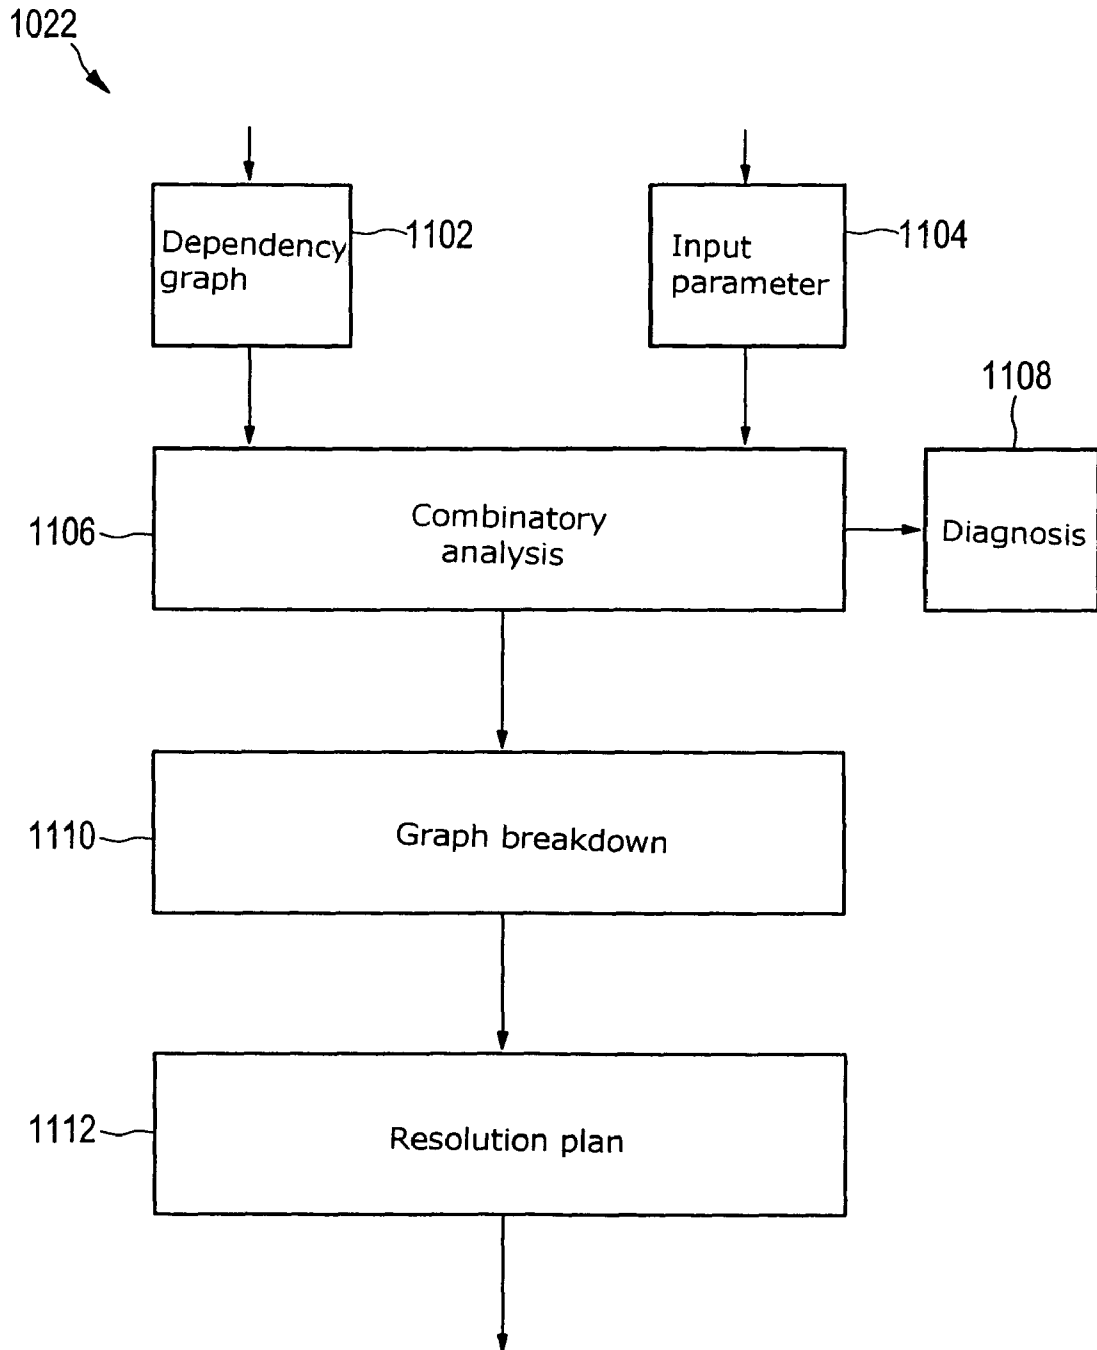 1022
Dependency
graph
1102
Input
parameter
1104
1108
1106
Combinatory
analysis
Diagnosis
1110
Graph breakdown
1112
Resolution plan